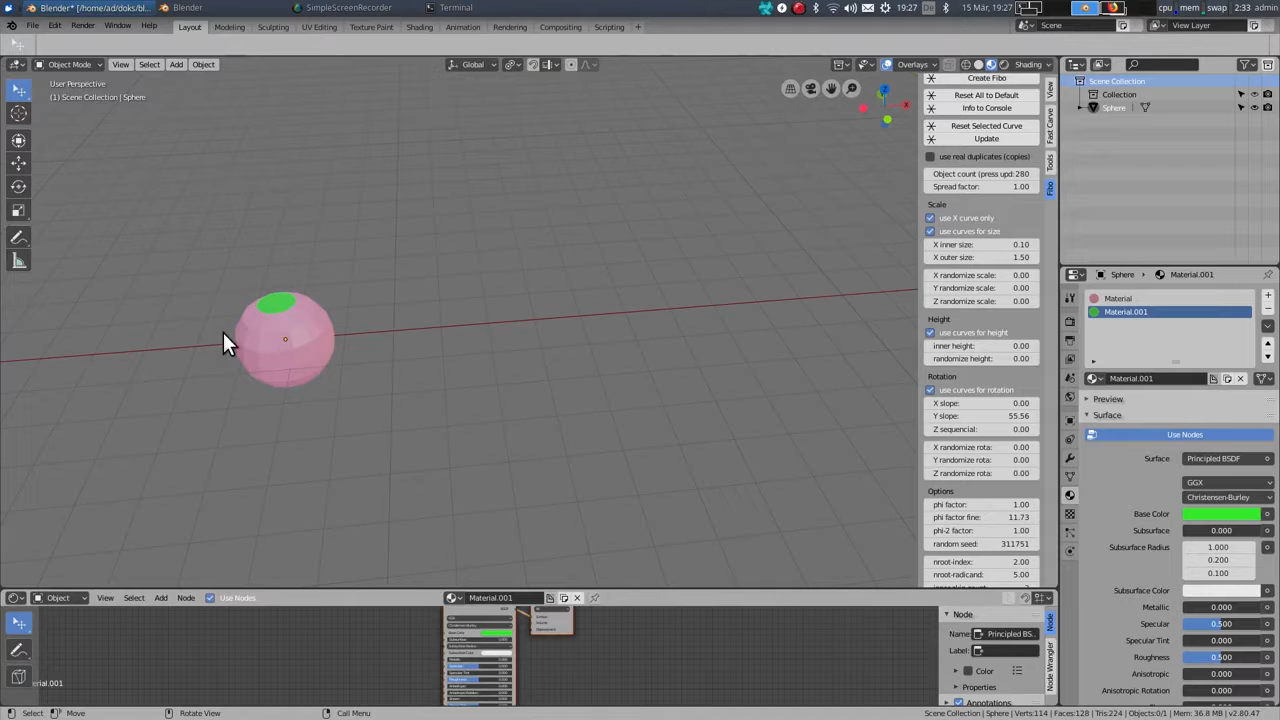 Blender* [/home/ad/doks/bl...
Blender
SimpleScreenRecorder
Terminal
19:27
De
15 Mär, 19:27
cpu
mem
swap
2:33
admin
File
Edit
Render
Window
Help
Layout
Modeling
Sculpting
UV Editing
Texture Paint
Shading
Animation
Rendering
Compositing
Scripting
+
Scene
View Layer
Object Mode
View
Select
Add
Object
Global
Overlays
Shading
User Perspective
(1) Scene Collection | Sphere
X
Z
Create Fibo
Reset All to Default
Info to Console
Reset Selected Curve
Update
use real duplicates (copies)
Object count (press upd:280
Spread factor: 1.00
Scale
use X curve only
use curves for size
X inner size: 0.10
X outer size: 1.50
X randomize scale: 0.00
Y randomize scale: 0.00
Z randomize scale: 0.00
Height
use curves for height
inner height: 0.00
randomize height: 0.00
Rotation
use curves for rotation
X slope: 0.00
Y slope: 55.56
Z sequencial: 0.00
X randomize rota: 0.00
Y randomize rota: 0.00
Z randomize rota: 0.00
Options
phi factor: 1.00
phi factor fine: 11.73
phi-2 factor: 1.00
random seed: 311751
nroot-index: 2.00
nroot-radicand: 5.00
View
Fast Carve
Tools
Fibo
Scene Collection
Collection
Sphere
Sphere
Material.001
Material
Material.001
Material.001
Preview
Surface
Use Nodes
Surface
Principled BSDF
GGX
Christensen-Burley
Base Color
Subsurface 0.000
Subsurface Radius 1.000
0.200
0.100
Subsurface Color
Metallic 0.000
Specular 0.500
Specular Tint 0.000
Roughness 0.500
Anisotropic 0.000
Anisotropic Rotation 0.000
Object
View
Select
Add
Node
Use Nodes
Material.001
Node
Name: Principled BS..
Label:
Color
Properties
Annotations
Node
Node Wrangler
Select
Move
Rotate View
Call Menu
Scene Collection | Sphere | Verts:114 | Faces:128 | Tris:224 | Objects:0/1 | Mem: 36.8 MB | v2.80.47